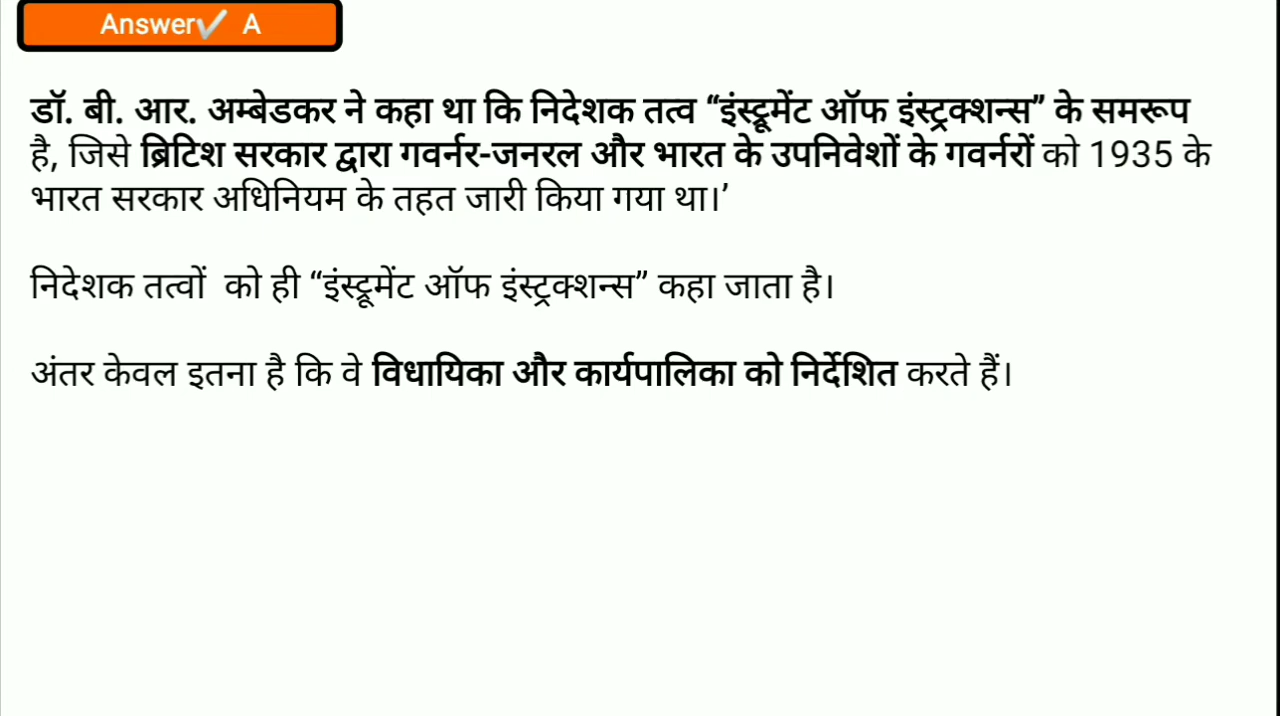 Answer✔ A
डॉ. बी. आर. अम्बेडकर ने कहा था कि निदेशक तत्व “इंस्ट्रूमेंट ऑफ इंस्ट्रक्शन्स” के समरूप
है, जिसे ब्रिटिश सरकार द्वारा गवर्नर-जनरल और भारत के उपनिवेशों के गवर्नरों को 1935 के
भारत सरकार अधिनियम के तहत जारी किया गया था।’
निदेशक तत्वों को ही “इंस्ट्रूमेंट ऑफ इंस्ट्रक्शन्स” कहा जाता है।
अंतर केवल इतना है कि वे विधायिका और कार्यपालिका को निर्देशित करते हैं।